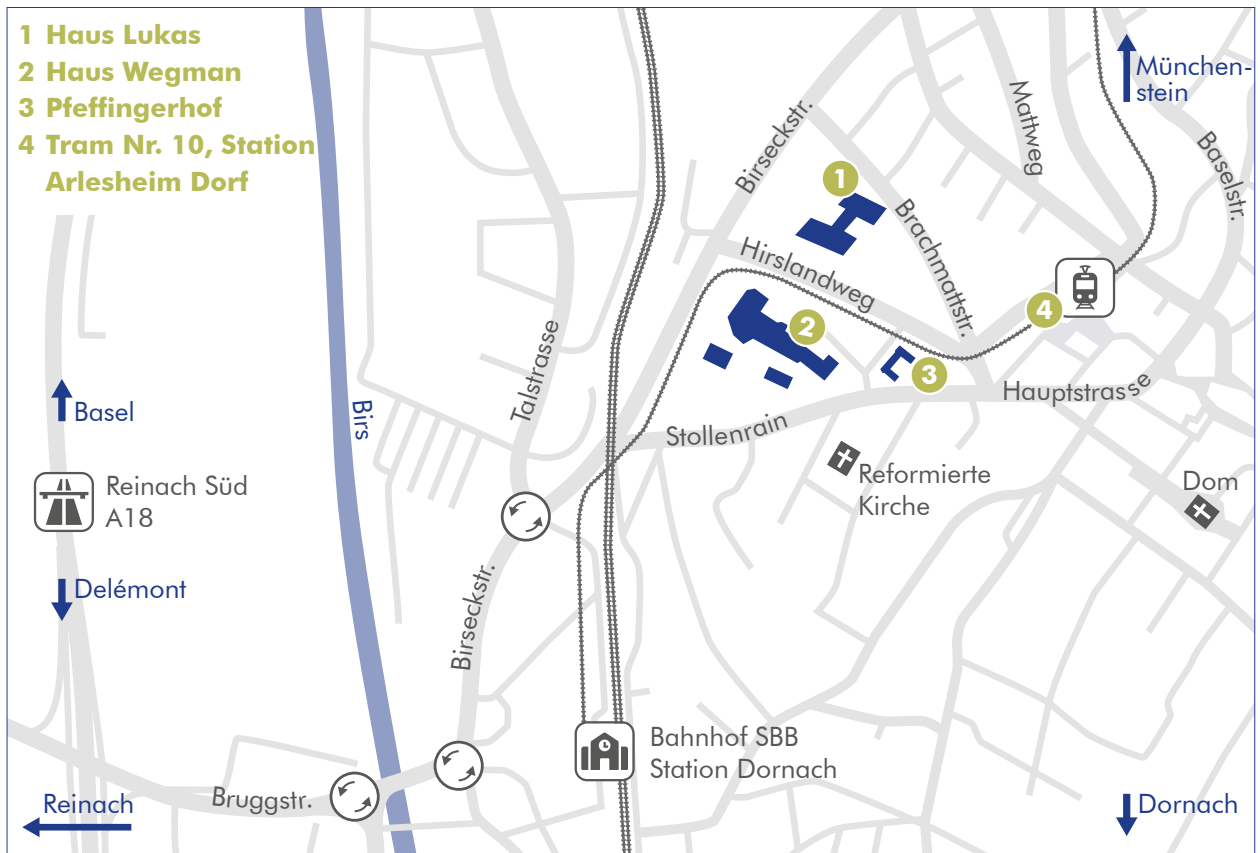 1 Haus Lukas
2 Haus Wegman
3 Pfeffingerhof
4 Tram Nr. 10, Station
Arlesheim Dorf
München-
stein
Birseckstr.
Mattweg
Baselstr.
1
Brachmattstr.
Hirslandweg
4
2
3
Talstrasse
Birs
Basel
Hauptstrasse
Stollenrain
Reformierte
Kirche
Dom
Reinach Süd
A18
Delémont
Birseckstr.
Bahnhof SBB
Station Dornach
Bruggstr.
Reinach
Dornach